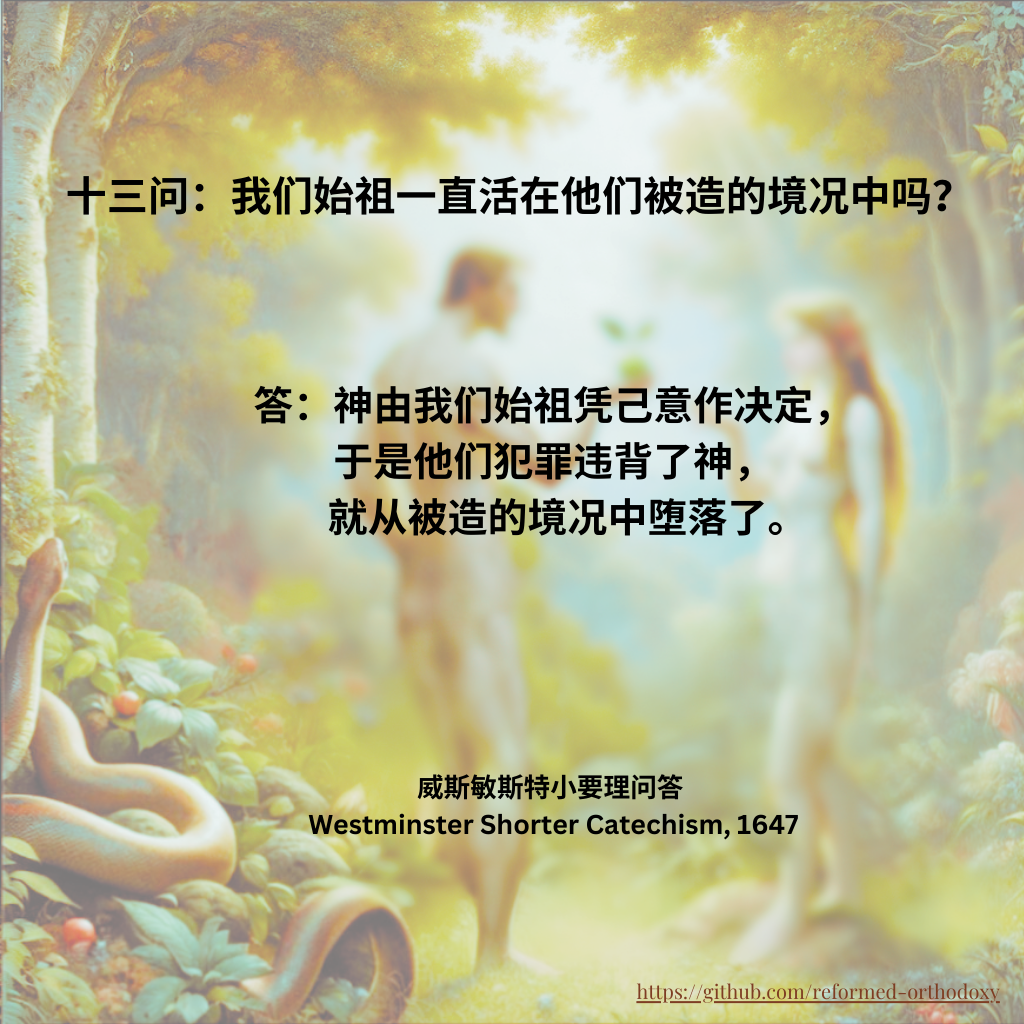 十三问：我们始祖一直活在他们被造的境况中吗？
答：神由我们始祖凭己意作决定，
于是他们犯罪违背了神，
就从被造的境况中堕落了。
威斯敏斯特小要理问答
Westminster Shorter Catechism, 1647
https://github.com/reformed-orthodoxy